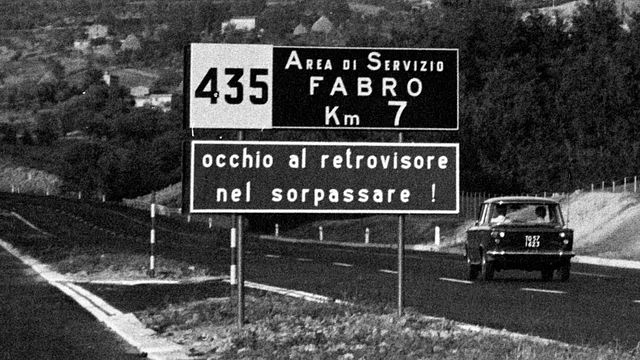 435
AREA DI SERVIZIO
FABRO
KM 7
occhio al retrovisore
nel sorpassare !